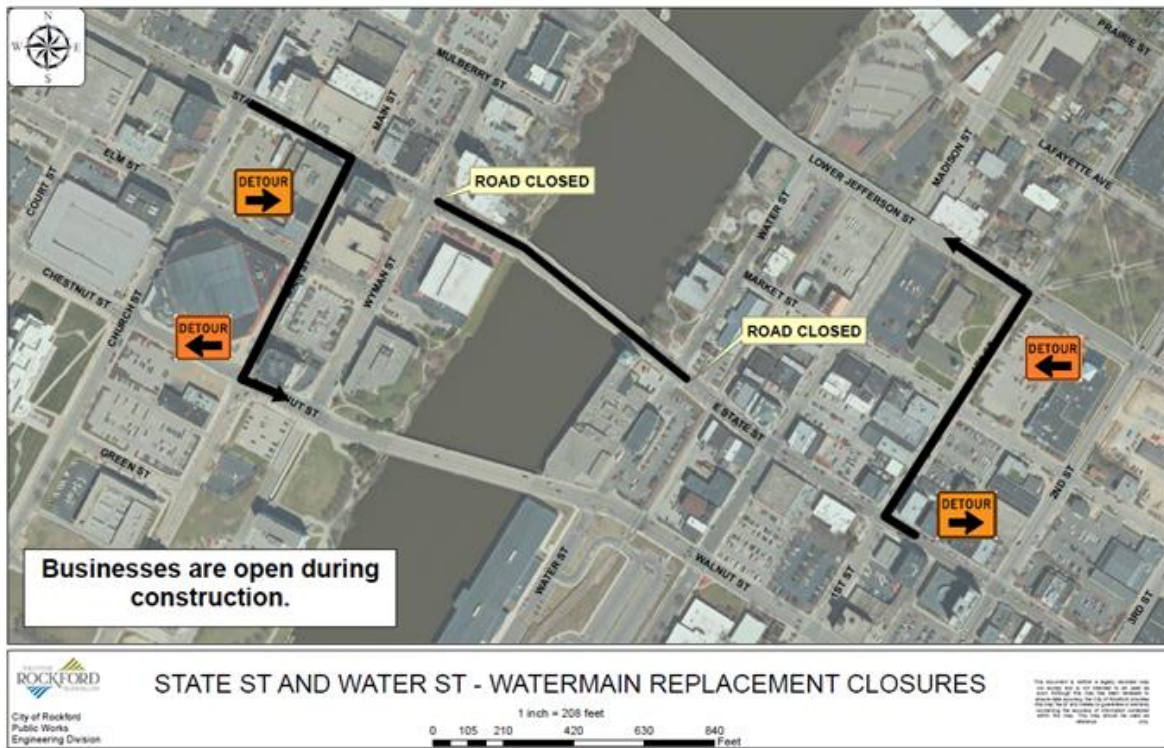 N
W E
S
PRAIRIE ST
MULBERRY ST
MAIN ST
ELM ST
COURT ST
DETOUR
ROAD CLOSED
MADISON ST
LAFAYETTE AVE
LOWER JEFFERSON ST
WATER ST
WYMAN ST
MARKET ST
CHESTNUT ST
CHURCH ST
DETOUR
ROAD CLOSED
DETOUR
E STATE ST
GREEN ST
2ND ST
DETOUR
WATER ST
WALNUT ST
1ST ST
3RD ST
Businesses are open during
construction.
ROCKFORD
City of Rockford
Public Works
Engineering Division
STATE ST AND WATER ST - WATERMAIN REPLACEMENT CLOSURES
1 inch = 208 feet
0 105 210 420 630 840
Feet